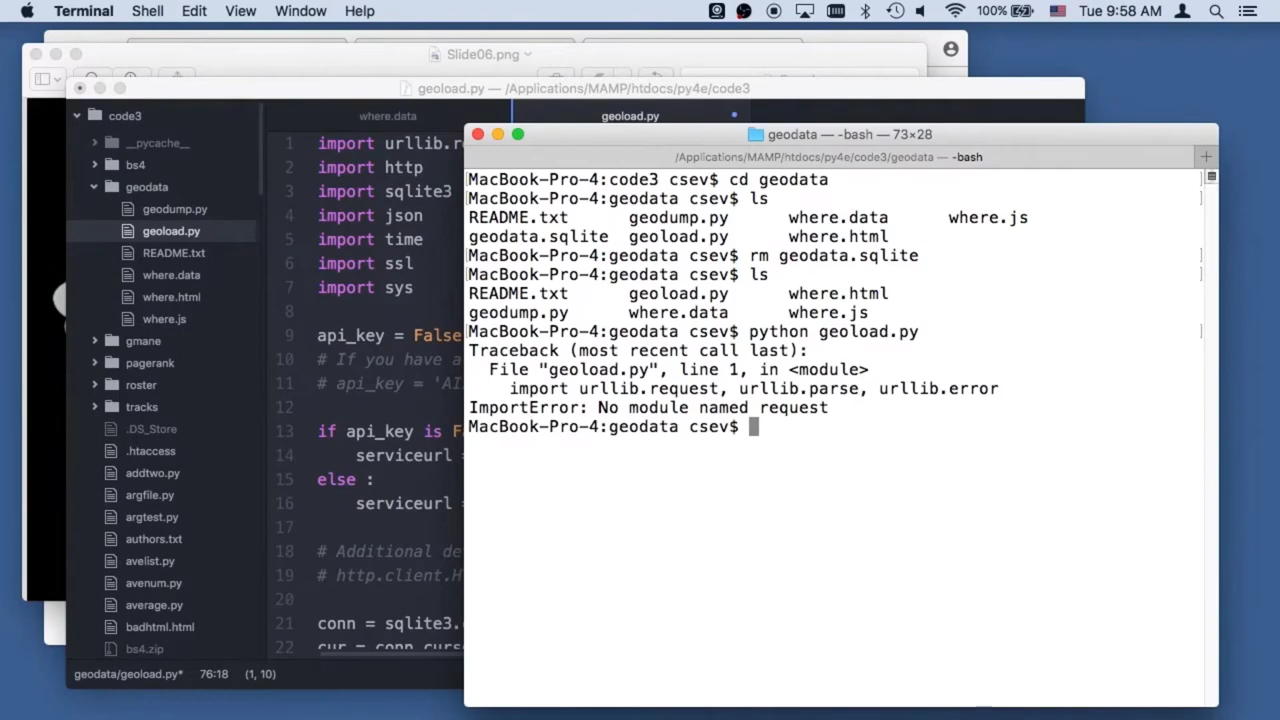 Terminal Shell Edit View Window Help 100% Tue 9:58 AM
Slide06.png
geoload.py — /Applications/MAMP/htdocs/py4e/code3
code3
__pycache__
bs4
geodata
geodump.py
geoload.py
README.txt
where.data
where.html
where.js
gmane
pagerank
roster
tracks
.DS_Store
.htaccess
addtwo.py
argfile.py
argtest.py
authors.txt
avelist.py
avenum.py
average.py
badhtml.html
bs4.zip
where.data geoload.py
1 import urllib.r
2 import http
3 import sqlite3
4 import json
5 import time
6 import ssl
7 import sys
8
9 api_key = False
10 # If you have a
11 # api_key = 'AI
12
13 if api_key is F
14 serviceurl =
15 else :
16 serviceurl =
17
18 # Additional de
19 # http.client.H
20
21 conn = sqlite3.
22 cur = conn.curs
geodata/geoload.py* 76:18 (1, 10)
geodata — -bash — 73×28
/Applications/MAMP/htdocs/py4e/code3/geodata — -bash
MacBook-Pro-4:code3 csev$ cd geodata
MacBook-Pro-4:geodata csev$ ls
README.txt geodump.py where.data where.js
geodata.sqlite geoload.py where.html
MacBook-Pro-4:geodata csev$ rm geodata.sqlite
MacBook-Pro-4:geodata csev$ ls
README.txt geoload.py where.html
geodump.py where.data where.js
MacBook-Pro-4:geodata csev$ python geoload.py
Traceback (most recent call last):
File "geoload.py", line 1, in <module>
import urllib.request, urllib.parse, urllib.error
ImportError: No module named request
MacBook-Pro-4:geodata csev$